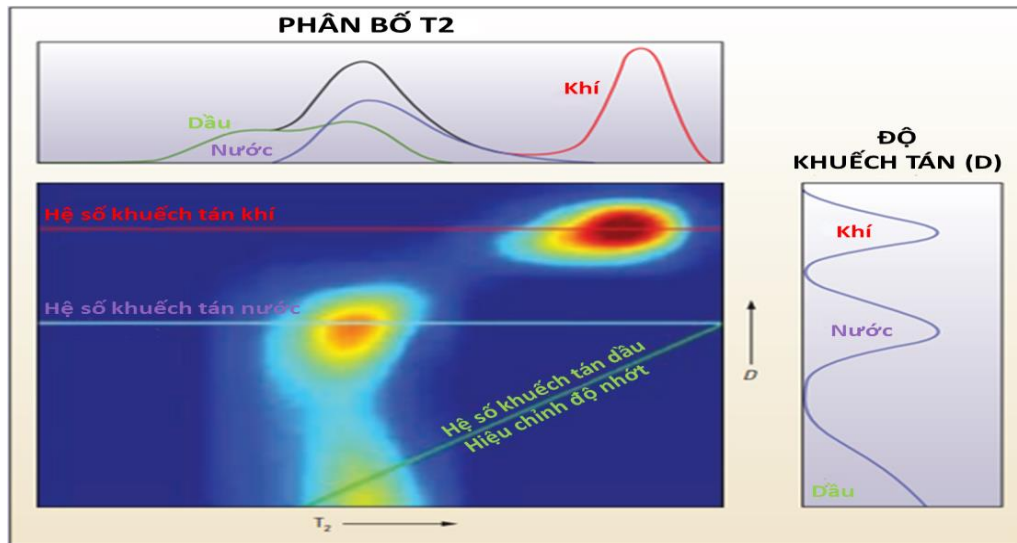 PHÂN BỐ T2
Khí
Dầu
Nước
ĐỘ
KHUẾCH TÁN (D)
Hệ số khuếch tán khí
Khí
Hệ số khuếch tán nước
Nước
Hệ số khuếch tán dầu
Hiệu chỉnh độ nhớt
D
Dầu
T2